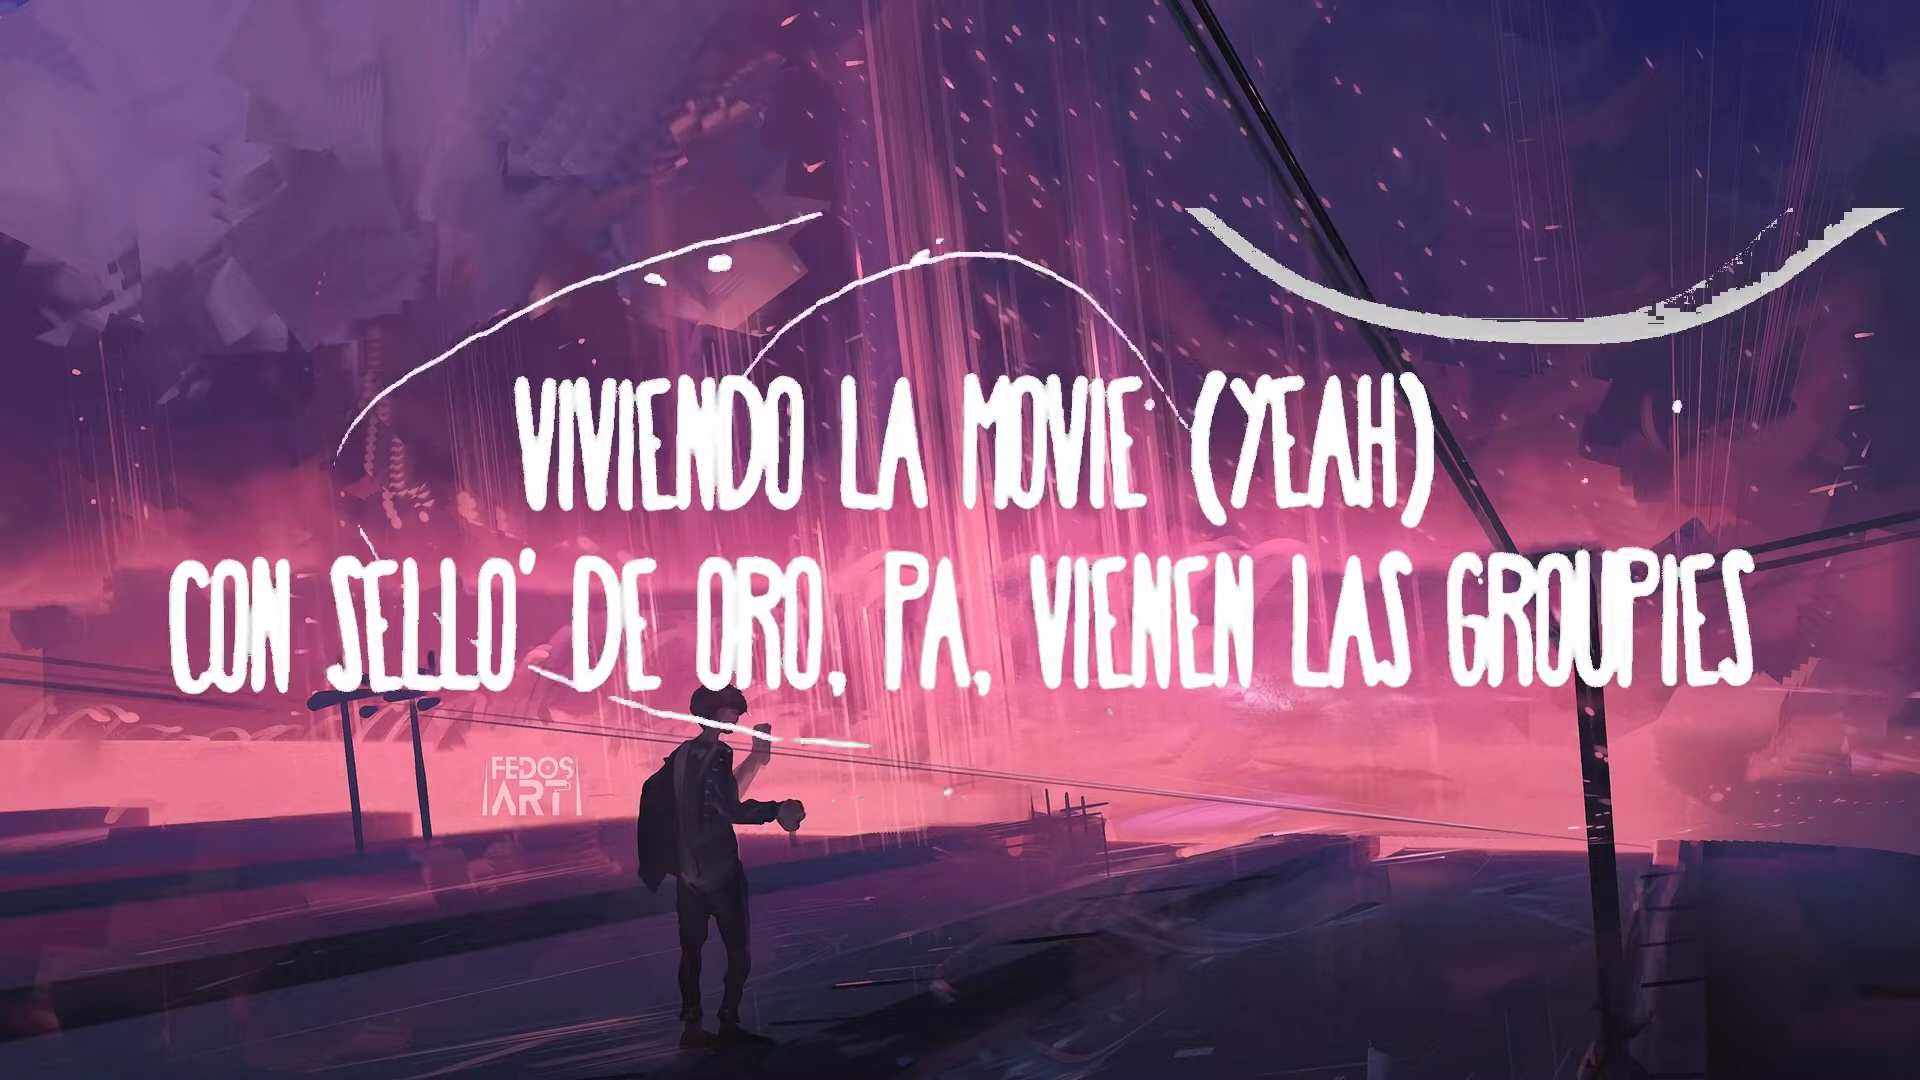 VIVIENDO LA MOVIE (YEAH)
CON SELLO' DE ORO, PA, VIENEN LAS GROUPIES
FEDOS
ART